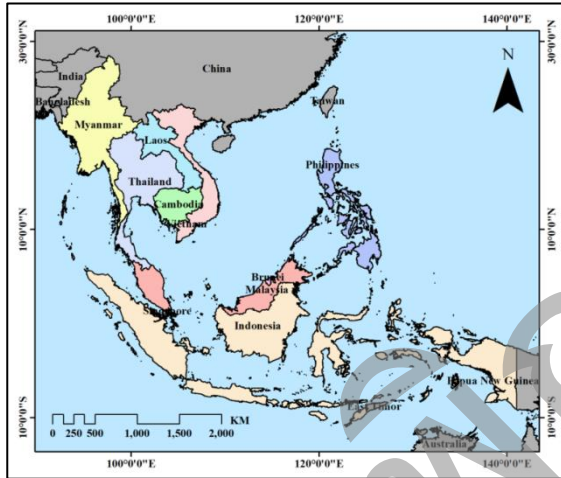 100°0'0"E 120°0'0"E 140°0'0"E
30°0'0"N 30°0'0"N
N
China
India
Taiwan
Bangladesh
Myanmar
Laos
Philippines
Thailand
Cambodia
Vietnam
10°0'0"N 10°0'0"N
Brunei
Malaysia
Singapore
Indonesia
Papua New Guinea
East Timor
KM
0 250 500 1,000 1,500 2,000
10°0'0"S 10°0'0"S
Australia
100°0'0"E 120°0'0"E 140°0'0"E